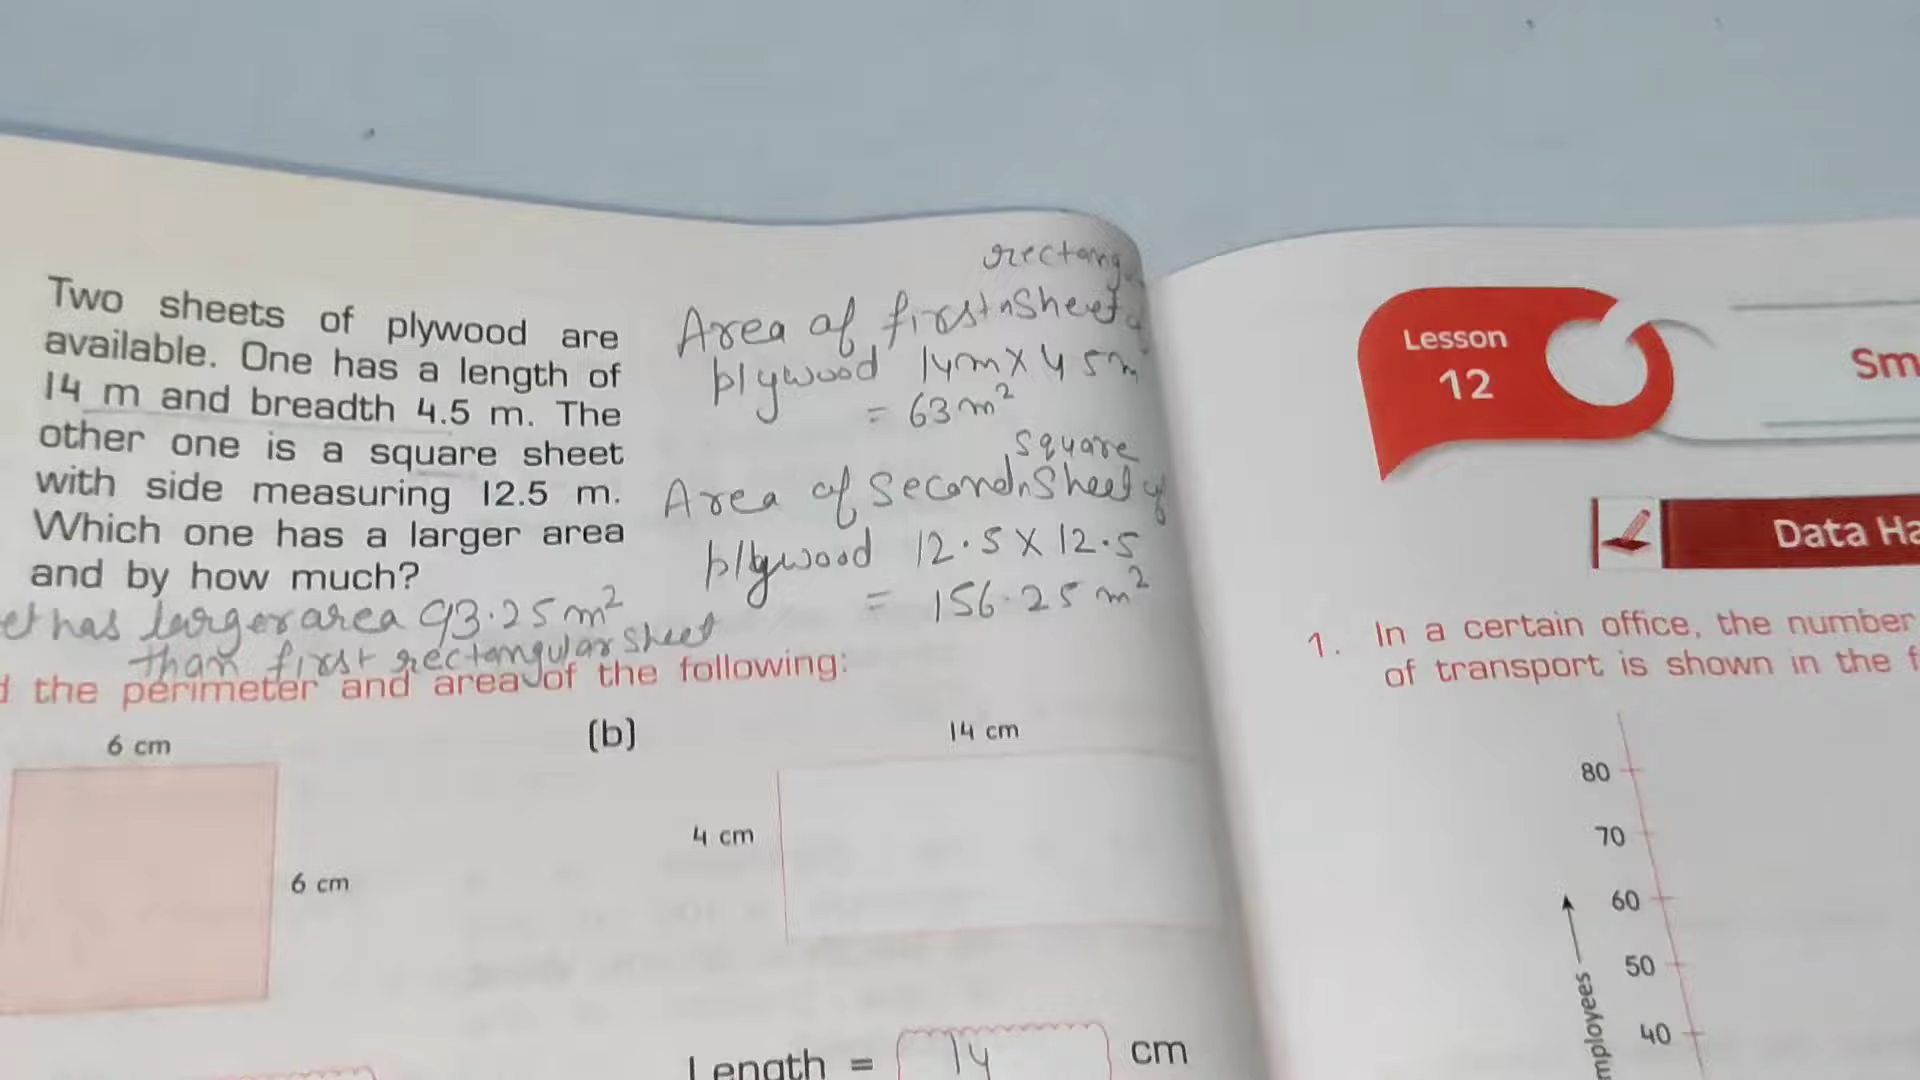 Two sheets of plywood are
available. One has a length of
14 m and breadth 4.5 m. The
other one is a square sheet
with side measuring 12.5 m.
Which one has a larger area
and by how much?
has larger area 93.25 m²
than first rectangular sheet
Area of first sheet
plywood 14m x 4 5m
= 63 m²
square
Area of second sheet of
plywood 12.5 x 12.5
= 156.25 m²
the perimeter and area of the following:
6 cm
6 cm
(b)
14 cm
4 cm
Length = 14 cm
Lesson
12
Sm
Data Ha
1. In a certain office, the number
of transport is shown in the f
80
70
60
50
40
mployees